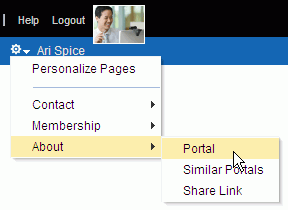 | Help Logout
Ari Spice
Personalize Pages
Contact
Membership
About
Portal
Similar Portals
Share Link